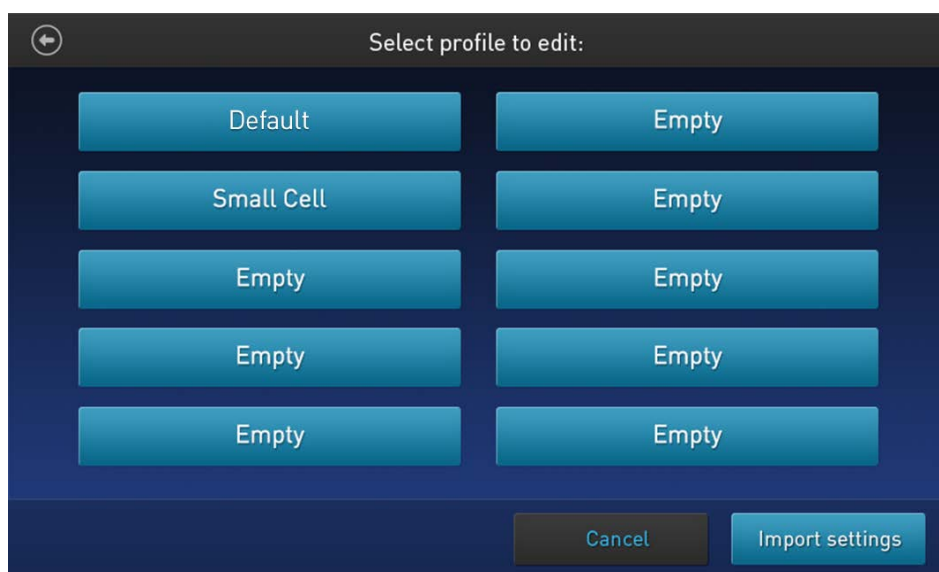 Select profile to edit:
Default
Empty
Small Cell
Empty
Empty
Empty
Empty
Empty
Empty
Empty
Cancel
Import settings